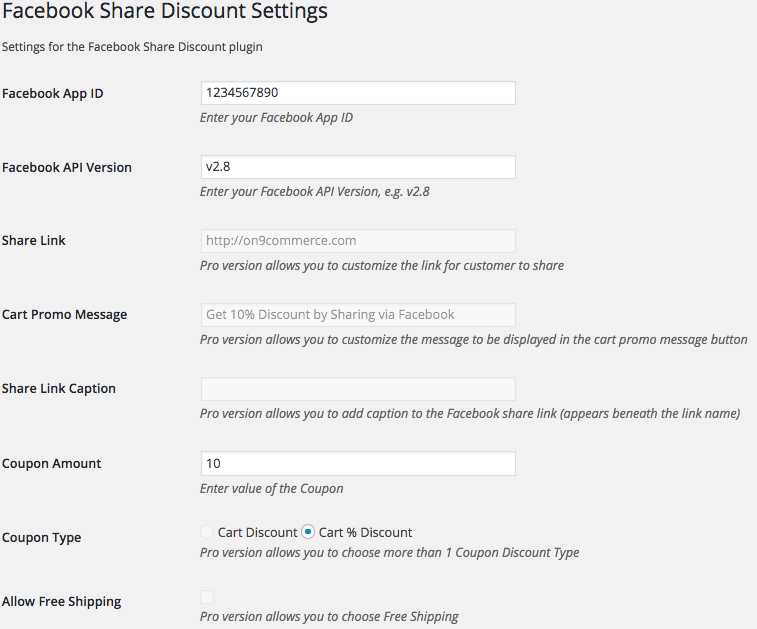 Facebook Share Discount Settings
Settings for the Facebook Share Discount plugin
Facebook App ID
1234567890
Enter your Facebook App ID
Facebook API Version
v2.8
Enter your Facebook API Version, e.g. v2.8
Share Link
http://on9commerce.com
Pro version allows you to customize the link for customer to share
Cart Promo Message
Get 10% Discount by Sharing via Facebook
Pro version allows you to customize the message to be displayed in the cart promo message button
Share Link Caption
Pro version allows you to add caption to the Facebook share link (appears beneath the link name)
Coupon Amount
10
Enter value of the Coupon
Coupon Type
Cart Discount Cart % Discount
Pro version allows you to choose more than 1 Coupon Discount Type
Allow Free Shipping
Pro version allows you to choose Free Shipping